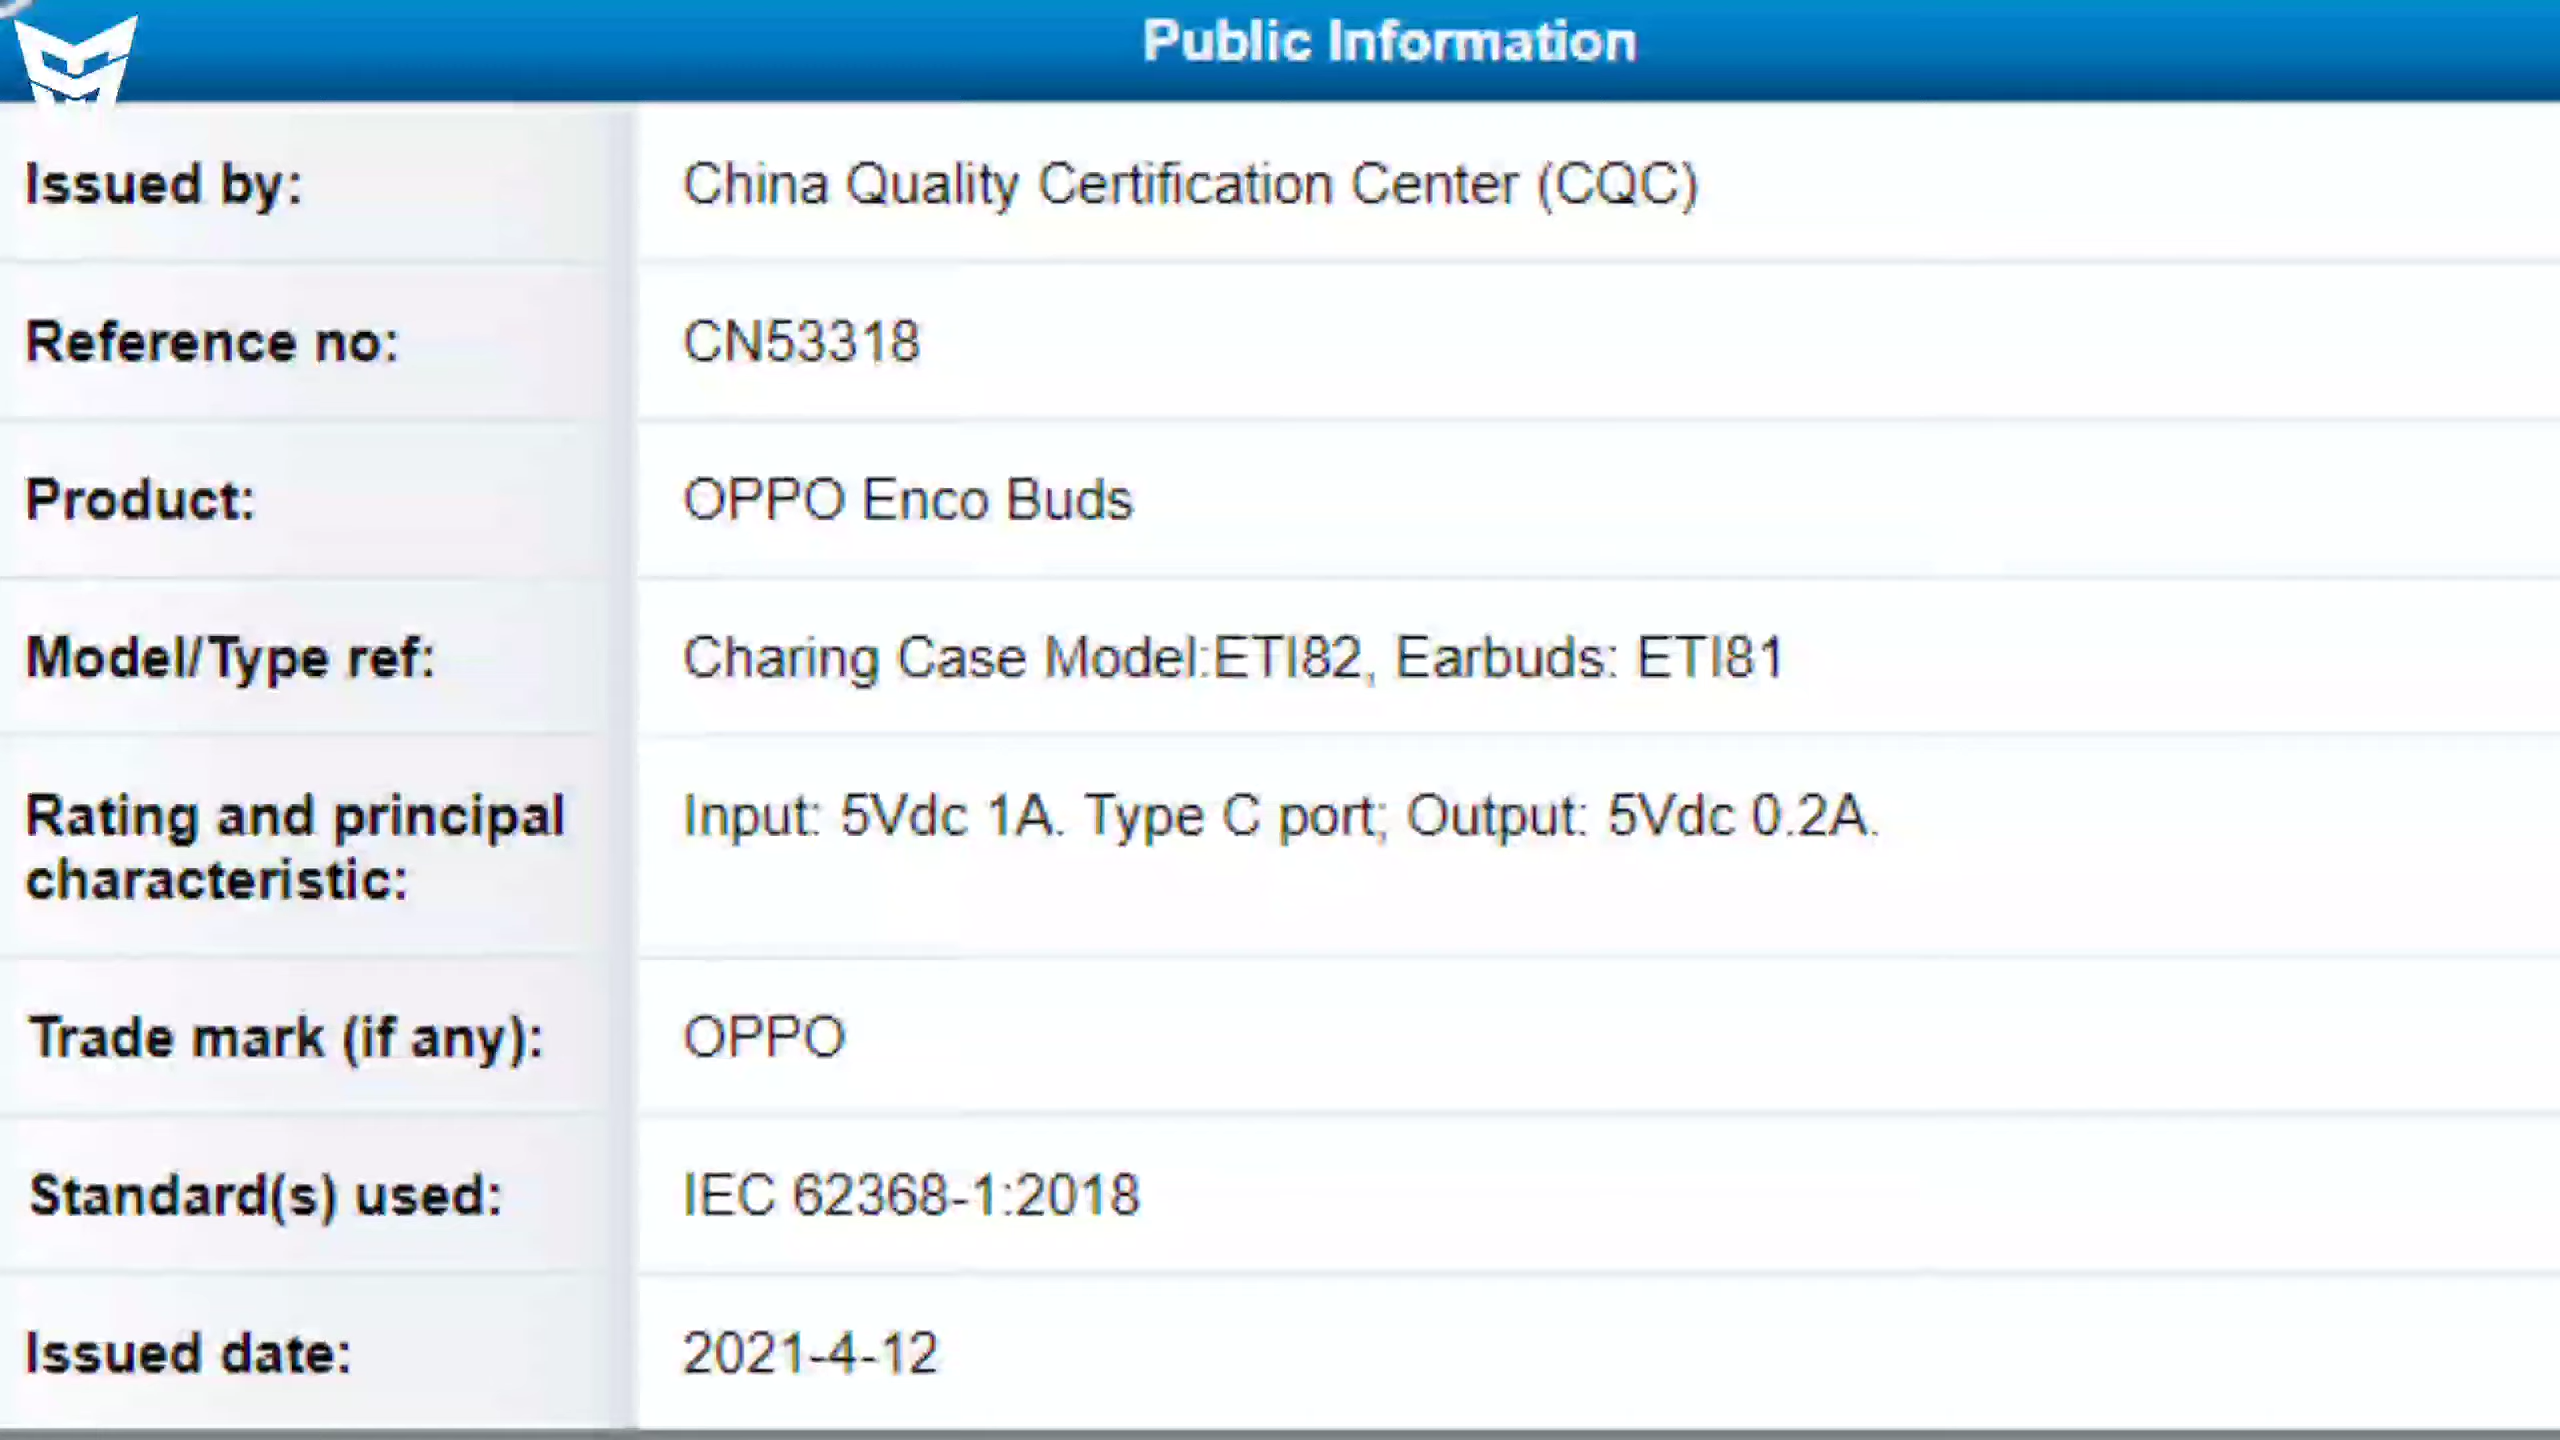 Public Information
Issued by: China Quality Certification Center (CQC)
Reference no: CN53318
Product: OPPO Enco Buds
Model/Type ref: Charing Case Model:ETI82, Earbuds: ETI81
Rating and principal Input: 5Vdc 1A. Type C port; Output: 5Vdc 0.2A.
characteristic:
Trade mark (if any): OPPO
Standard(s) used: IEC 62368-1:2018
Issued date: 2021-4-12